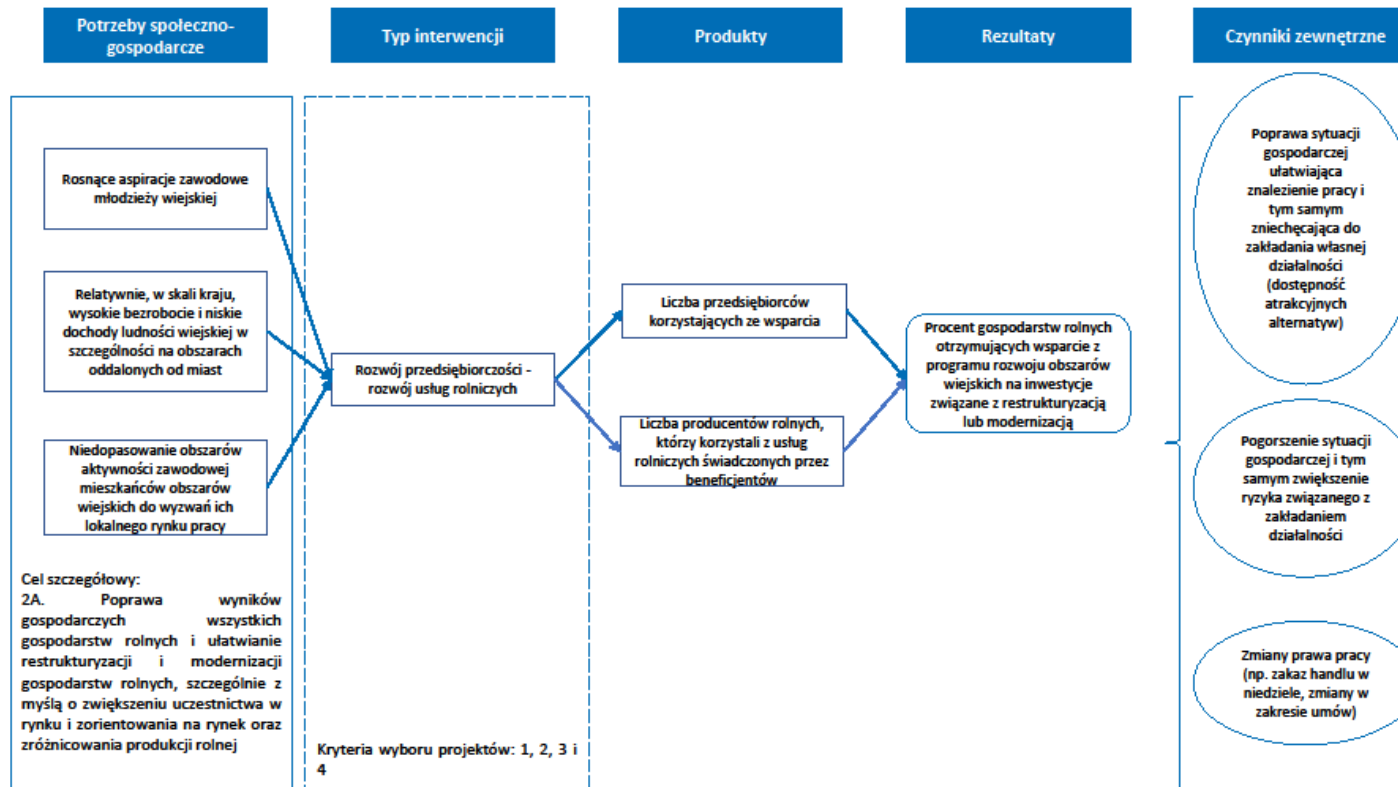 Potrzeby społeczno-
gospodarcze
Typ interwencji
Produkty
Rezultaty
Czynniki zewnętrzne
Rosnące aspiracje zawodowe
młodzieży wiejskiej
Relatywnie, w skali kraju,
wysokie bezrobocie i niskie
dochody ludności wiejskiej w
szczególności na obszarach
oddalonych od miast
Niedopasowanie obszarów
aktywności zawodowej
mieszkańców obszarów
wiejskich do wyzwań ich
lokalnego rynku pracy
Cel szczegółowy:
2A. Poprawa wyników
gospodarczych wszystkich
gospodarstw rolnych i ułatwianie
restrukturyzacji i modernizacji
gospodarstw rolnych, szczególnie z
myślą o zwiększeniu uczestnictwa w
rynku i zorientowania na rynek oraz
zróżnicowania produkcji rolnej
Rozwój przedsiębiorczości -
rozwój usług rolniczych
Kryteria wyboru projektów: 1, 2, 3 i
4
Liczba przedsiębiorców
korzystających ze wsparcia
Liczba producentów rolnych,
którzy korzystali z usług
rolniczych świadczonych przez
beneficjentów
Procent gospodarstw rolnych
otrzymujących wsparcie z
programu rozwoju obszarów
wiejskich na inwestycje
związane z restrukturyzacją
lub modernizacją
Poprawa sytuacji
gospodarczej
ułatwiająca
znalezienie pracy i
tym samym
zniechęcająca do
zakładania własnej
działalności
(dostępność
atrakcyjnych
alternatyw)
Pogorszenie sytuacji
gospodarczej i tym
samym zwiększenie
ryzyka związanego z
zakładaniem
działalności
Zmiany prawa pracy
(np. zakaz handlu w
niedziele, zmiany w
zakresie umów)